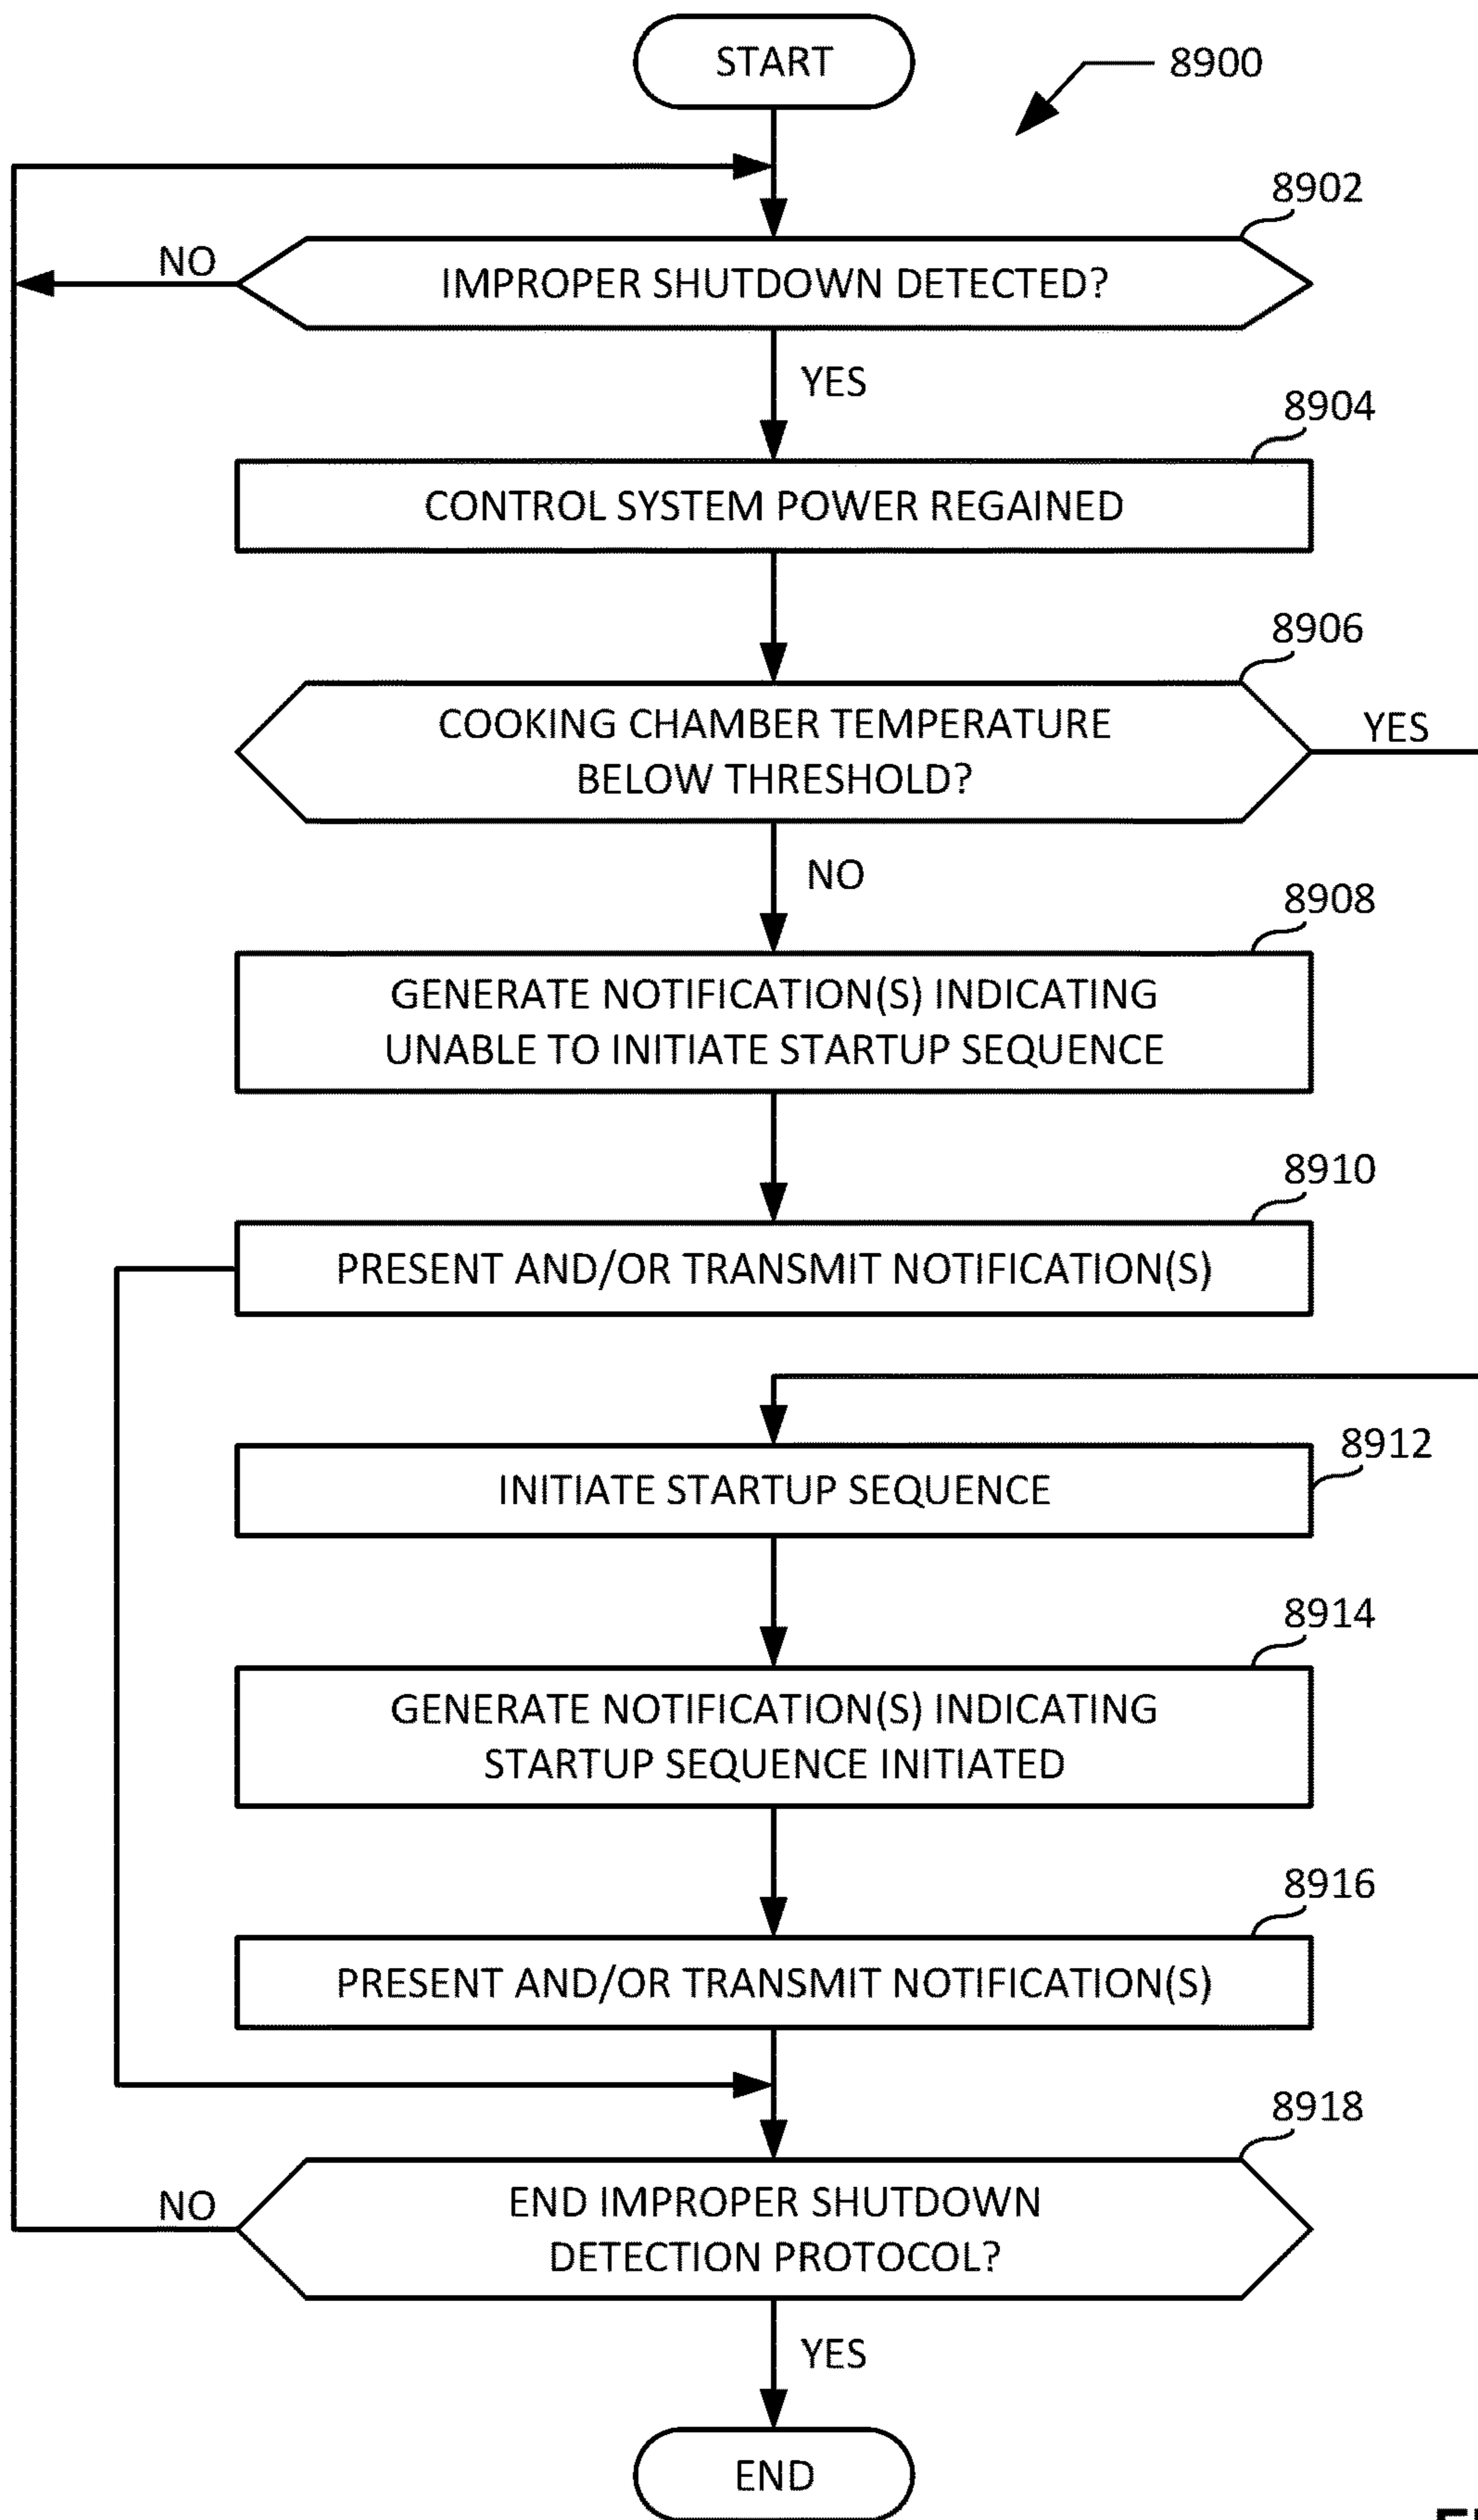 START
8900
8902
NO
IMPROPER SHUTDOWN DETECTED?
YES
8904
CONTROL SYSTEM POWER REGAINED
8906
COOKING CHAMBER TEMPERATURE
BELOW THRESHOLD?
YES
NO
8908
GENERATE NOTIFICATION(S) INDICATING
UNABLE TO INITIATE STARTUP SEQUENCE
8910
PRESENT AND/OR TRANSMIT NOTIFICATION(S)
8912
INITIATE STARTUP SEQUENCE
8914
GENERATE NOTIFICATION(S) INDICATING
STARTUP SEQUENCE INITIATED
8916
PRESENT AND/OR TRANSMIT NOTIFICATION(S)
8918
NO
END IMPROPER SHUTDOWN
DETECTION PROTOCOL?
YES
END